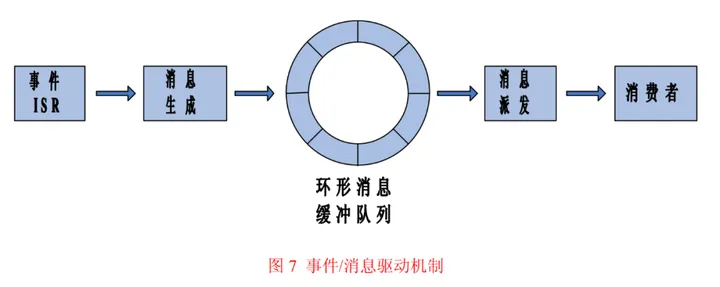 事件
ISR
消息
生成
环形消息
缓冲队列
消息
派发
消费者
图 7 事件/消息驱动机制